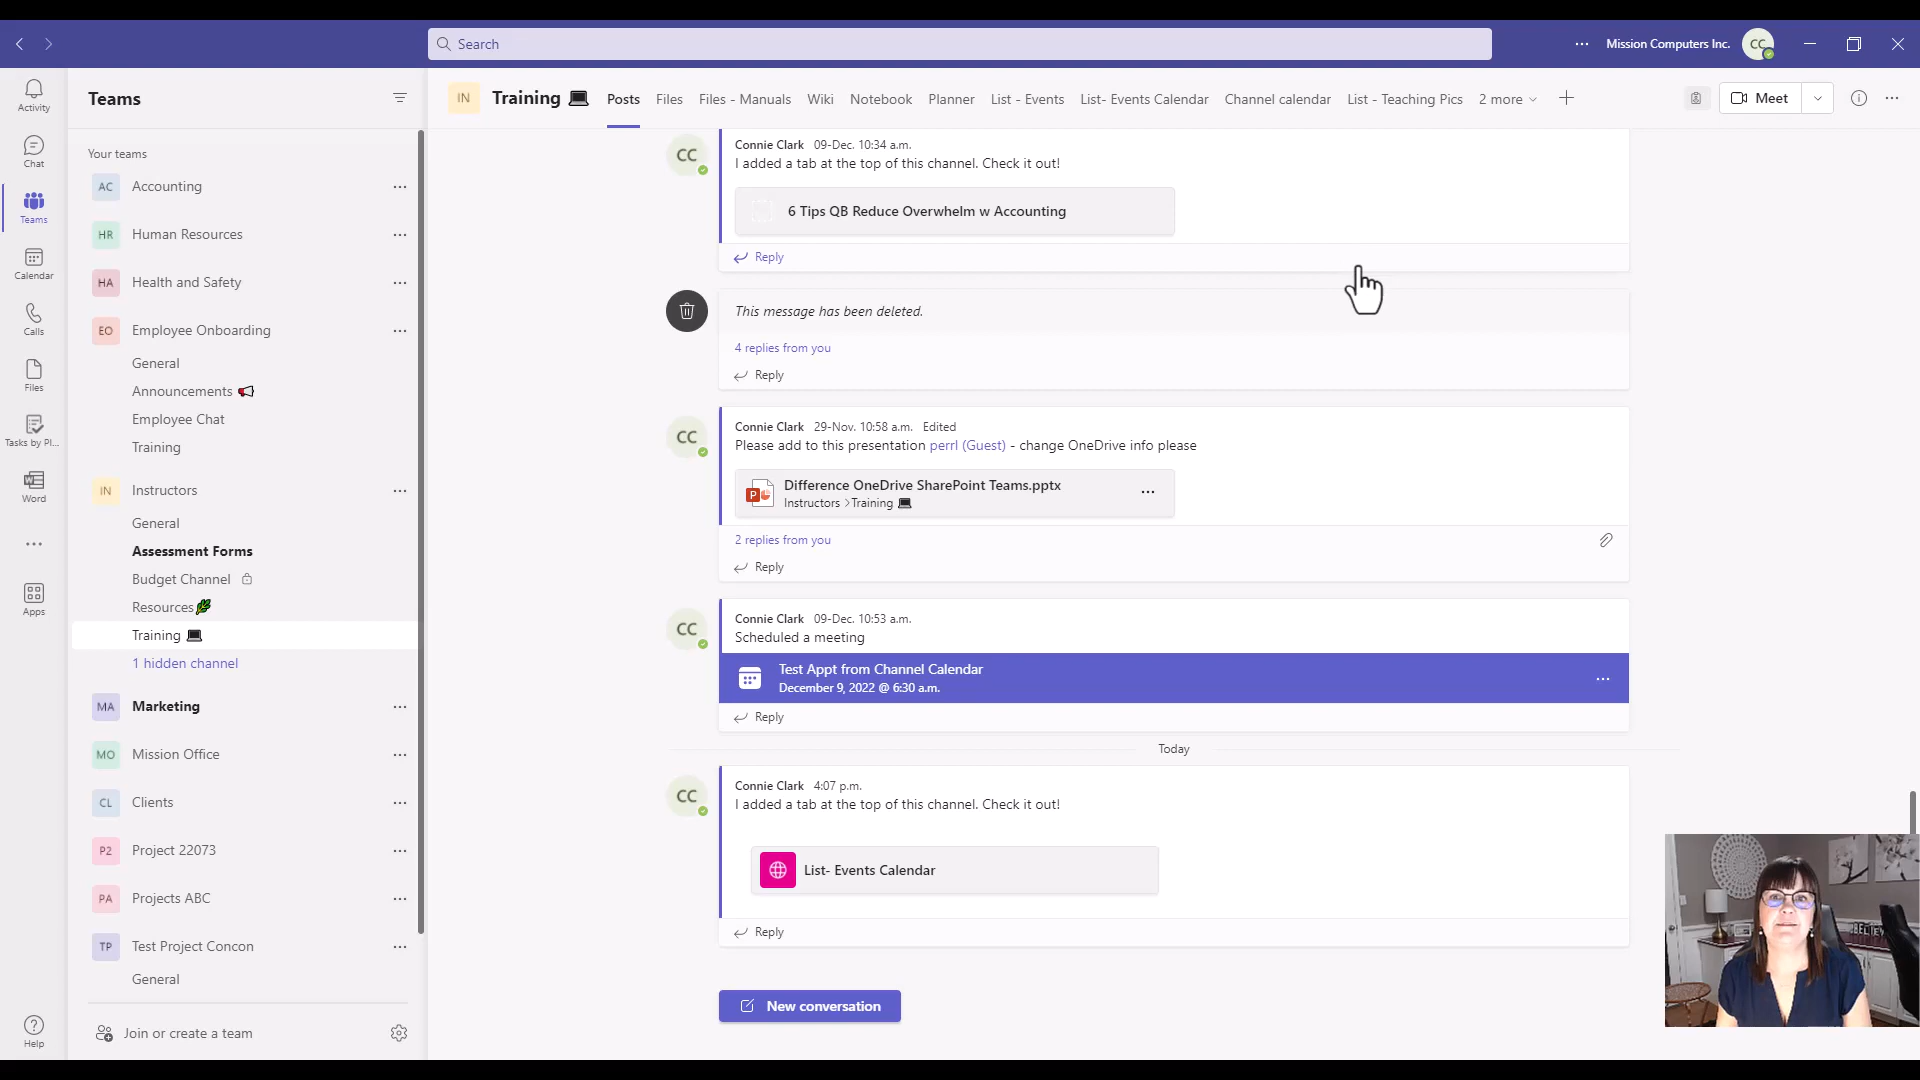 Search
Mission Computers Inc.
CC
Activity
Chat
Teams
Calendar
Calls
Files
Tasks by Pl...
Word
Apps
Help
Teams
Your teams
AC Accounting
HR Human Resources
HA Health and Safety
EO Employee Onboarding
General
Announcements
Employee Chat
Training
IN Instructors
General
Assessment Forms
Budget Channel
Resources
Training
1 hidden channel
MA Marketing
MO Mission Office
CL Clients
P2 Project 22073
PA Projects ABC
TP Test Project Concon
General
Join or create a team
IN Training Posts Files Files - Manuals Wiki Notebook Planner List - Events List- Events Calendar Channel calendar List - Teaching Pics 2 more Meet
CC Connie Clark 09-Dec. 10:34 a.m.
I added a tab at the top of this channel. Check it out!
6 Tips QB Reduce Overwhelm w Accounting
Reply
This message has been deleted.
4 replies from you
Reply
CC Connie Clark 29-Nov. 10:58 a.m. Edited
Please add to this presentation perrl (Guest) - change OneDrive info please
P Difference OneDrive SharePoint Teams.pptx
Instructors >Training
2 replies from you
Reply
CC Connie Clark 09-Dec. 10:53 a.m.
Scheduled a meeting
Test Appt from Channel Calendar
December 9, 2022 @ 6:30 a.m.
Reply
Today
CC Connie Clark 4:07 p.m.
I added a tab at the top of this channel. Check it out!
List- Events Calendar
Reply
New conversation
BELIEVE